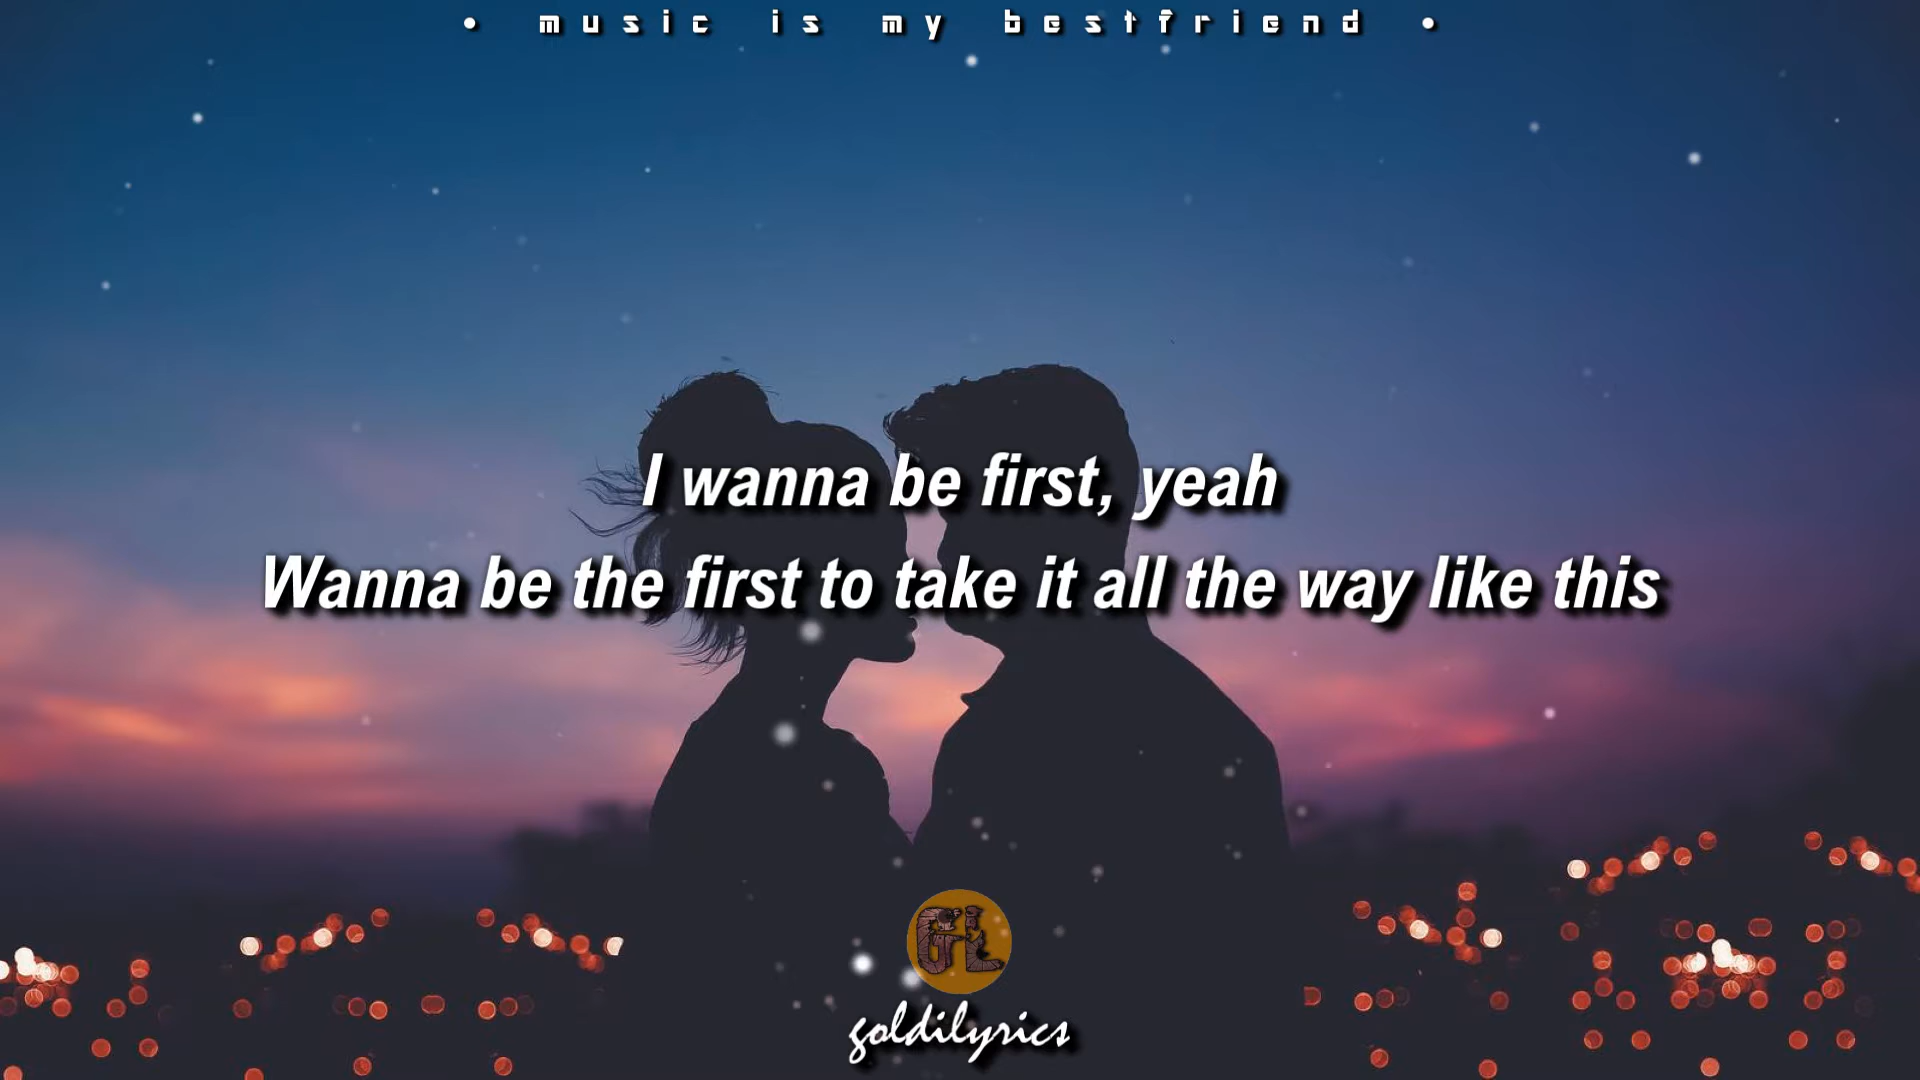 • music is my bestfriend •
I wanna be first, yeah
Wanna be the first to take it all the way like this
GL
goldilyrics